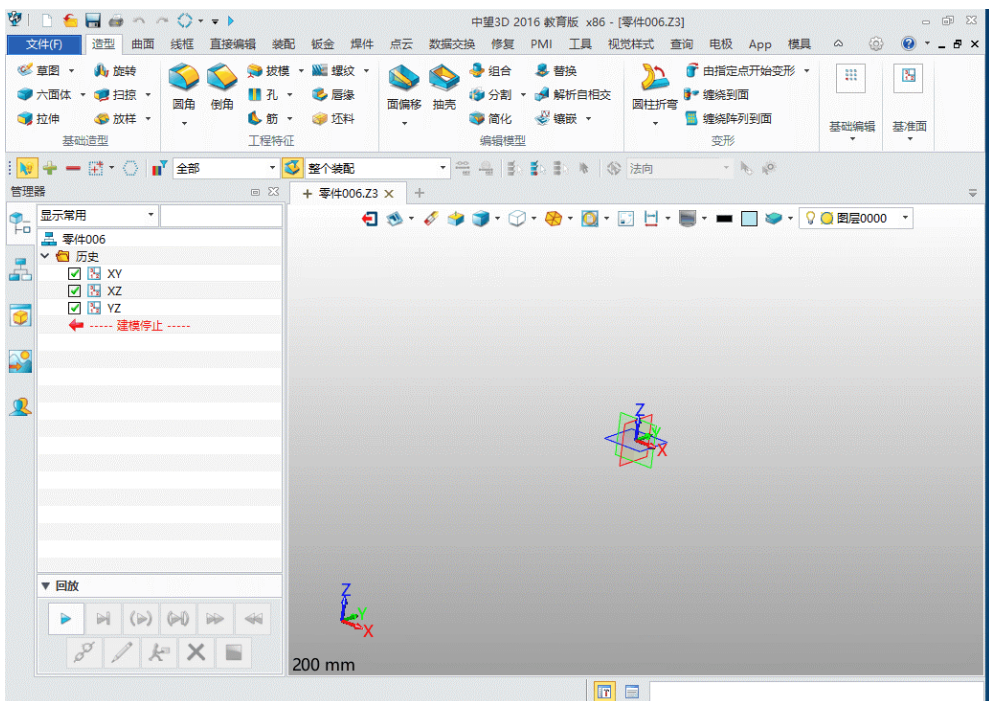 中望3D 2016 教育版 x86 - [零件006.Z3]
文件(F) 造型 曲面 线框 直接编辑 装配 钣金 焊件 点云 数据交换 修复 PMI 工具 视觉样式 查询 电极 App 模具
草图 旋转 拔模 螺纹 组合 替换 由指定点开始变形
六面体 扫掠 圆角 倒角 孔 唇缘 面偏移 抽壳 分割 解析自相交 圆柱折弯 缠绕到面
拉伸 放样 筋 坯料 简化 镶嵌 缠绕阵列到面 基础编辑 基准面
基础造型 工程特征 编辑模型 变形
全部 整个装配 法向
管理器 零件006.Z3
显示常用 图层0000
零件006
历史
XY
XZ
YZ
----- 建模停止 -----
Z
Y
X
回放
Z
Y
X
200 mm